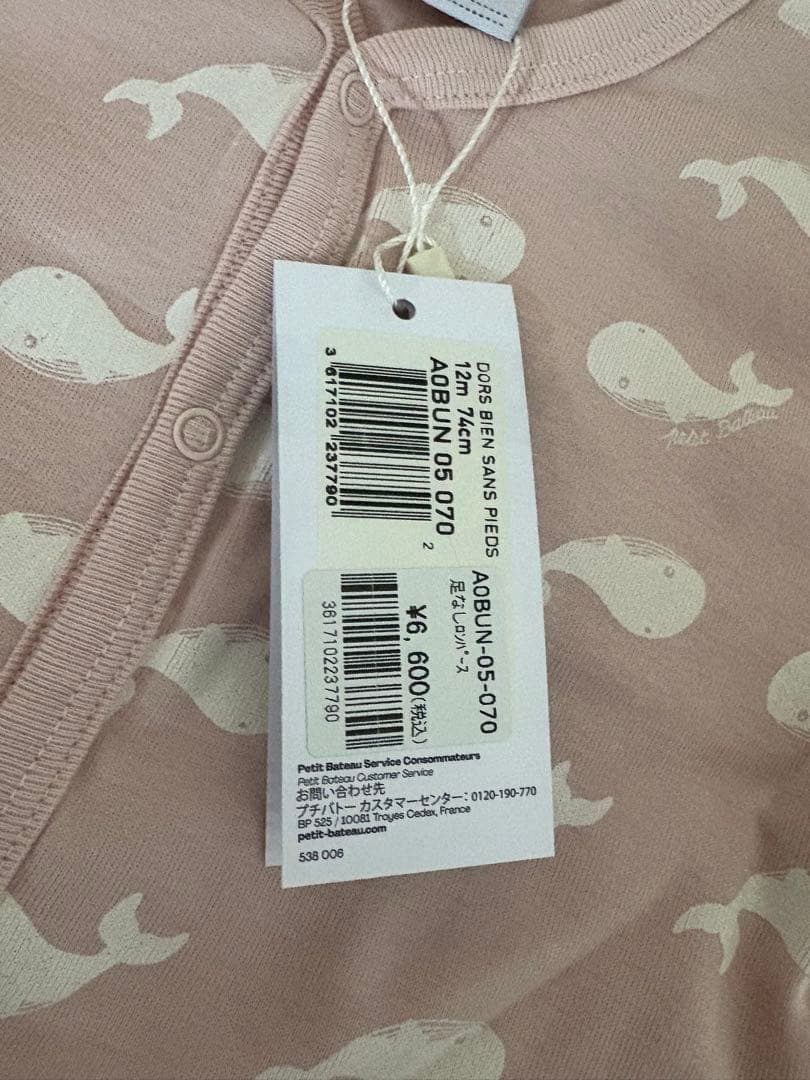 DORS BIEN SANS PIEDS
12m 74cm
A0BUN 05 070
2
3 617102 237790
A0BUN-05-070
足なしロンパース
¥6,600(税込)
3617102237790
Petit Bateau Service Consommateurs
Petit Bateau Customer Service
お問い合わせ先
プチバトー カスタマーセンター: 0120-190-770
BP 525 / 10081 Troyes Cedex, France
petit-bateau.com
538 006
Petit Bateau